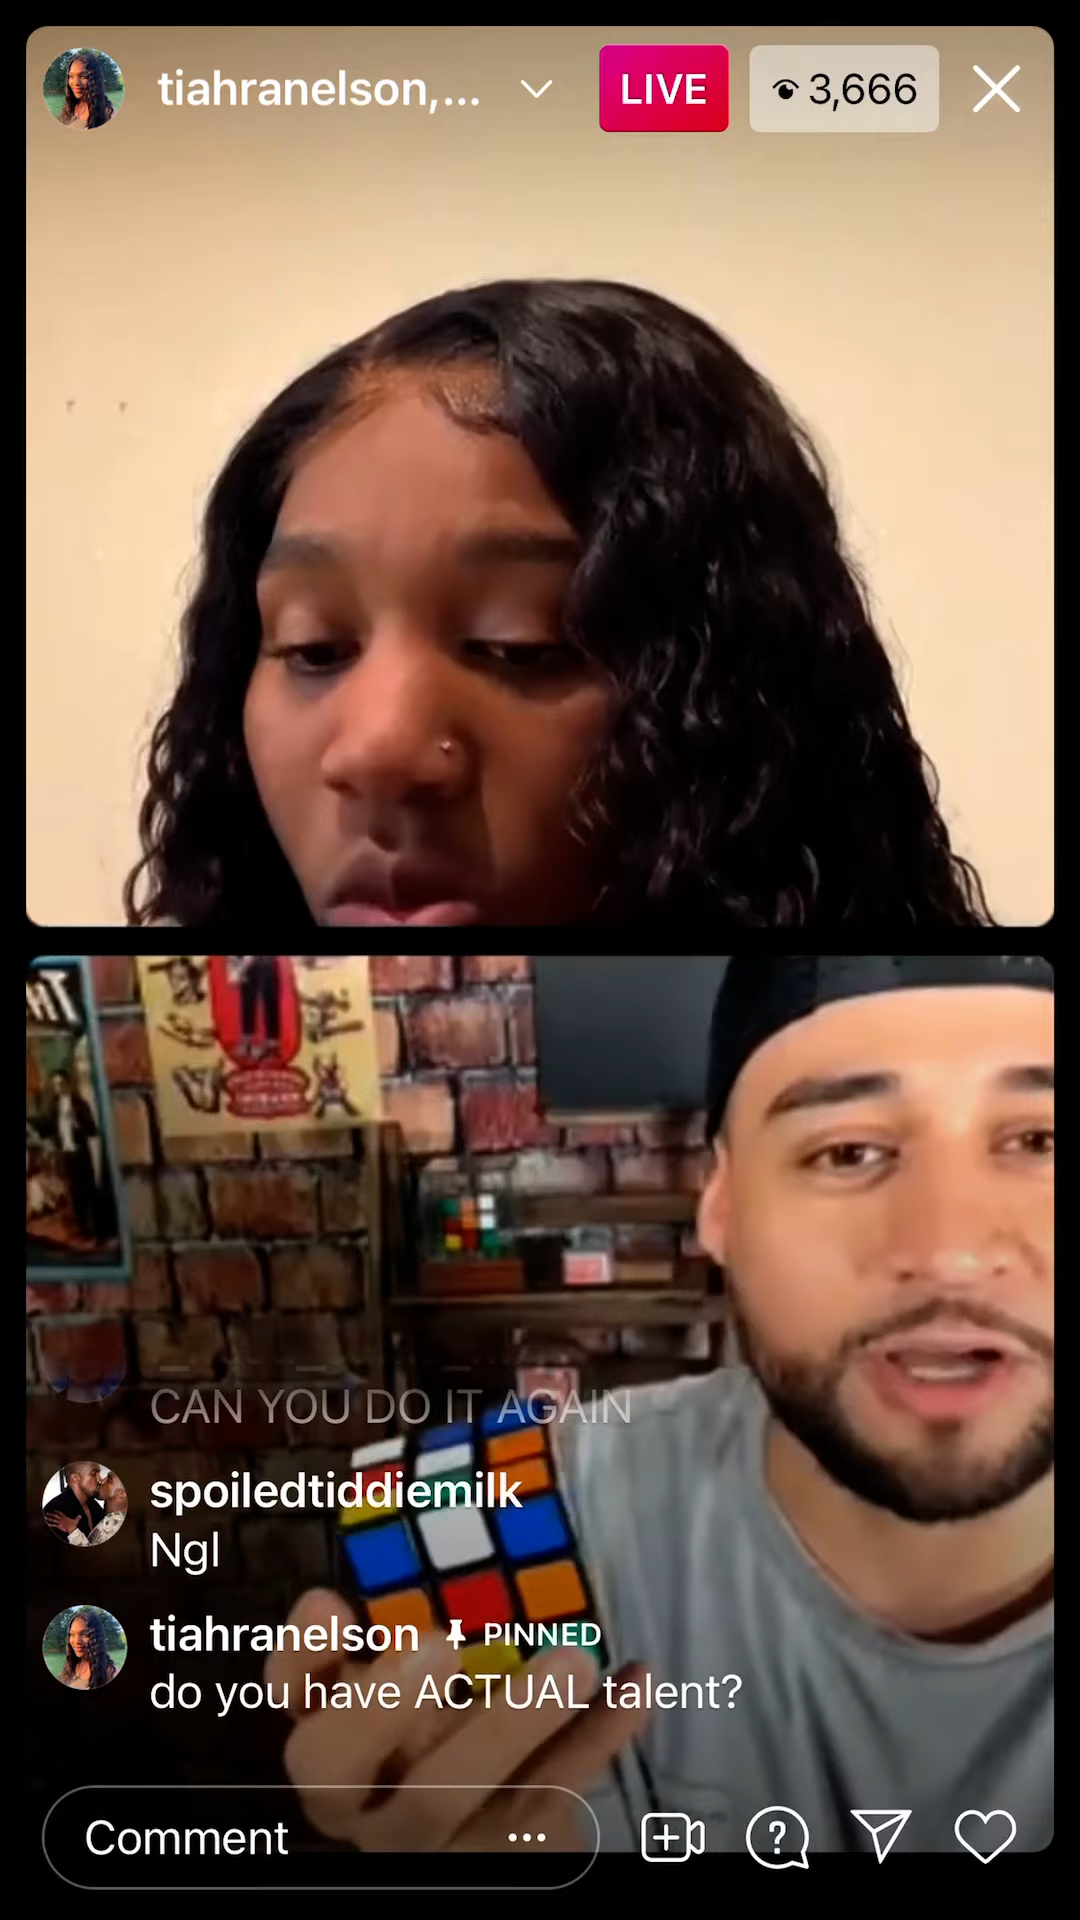 tiahranelson,...
LIVE
3,666
CAN YOU DO IT AGAIN
spoiledtiddiemilk
Ngl
tiahranelson PINNED
do you have ACTUAL talent?
Comment